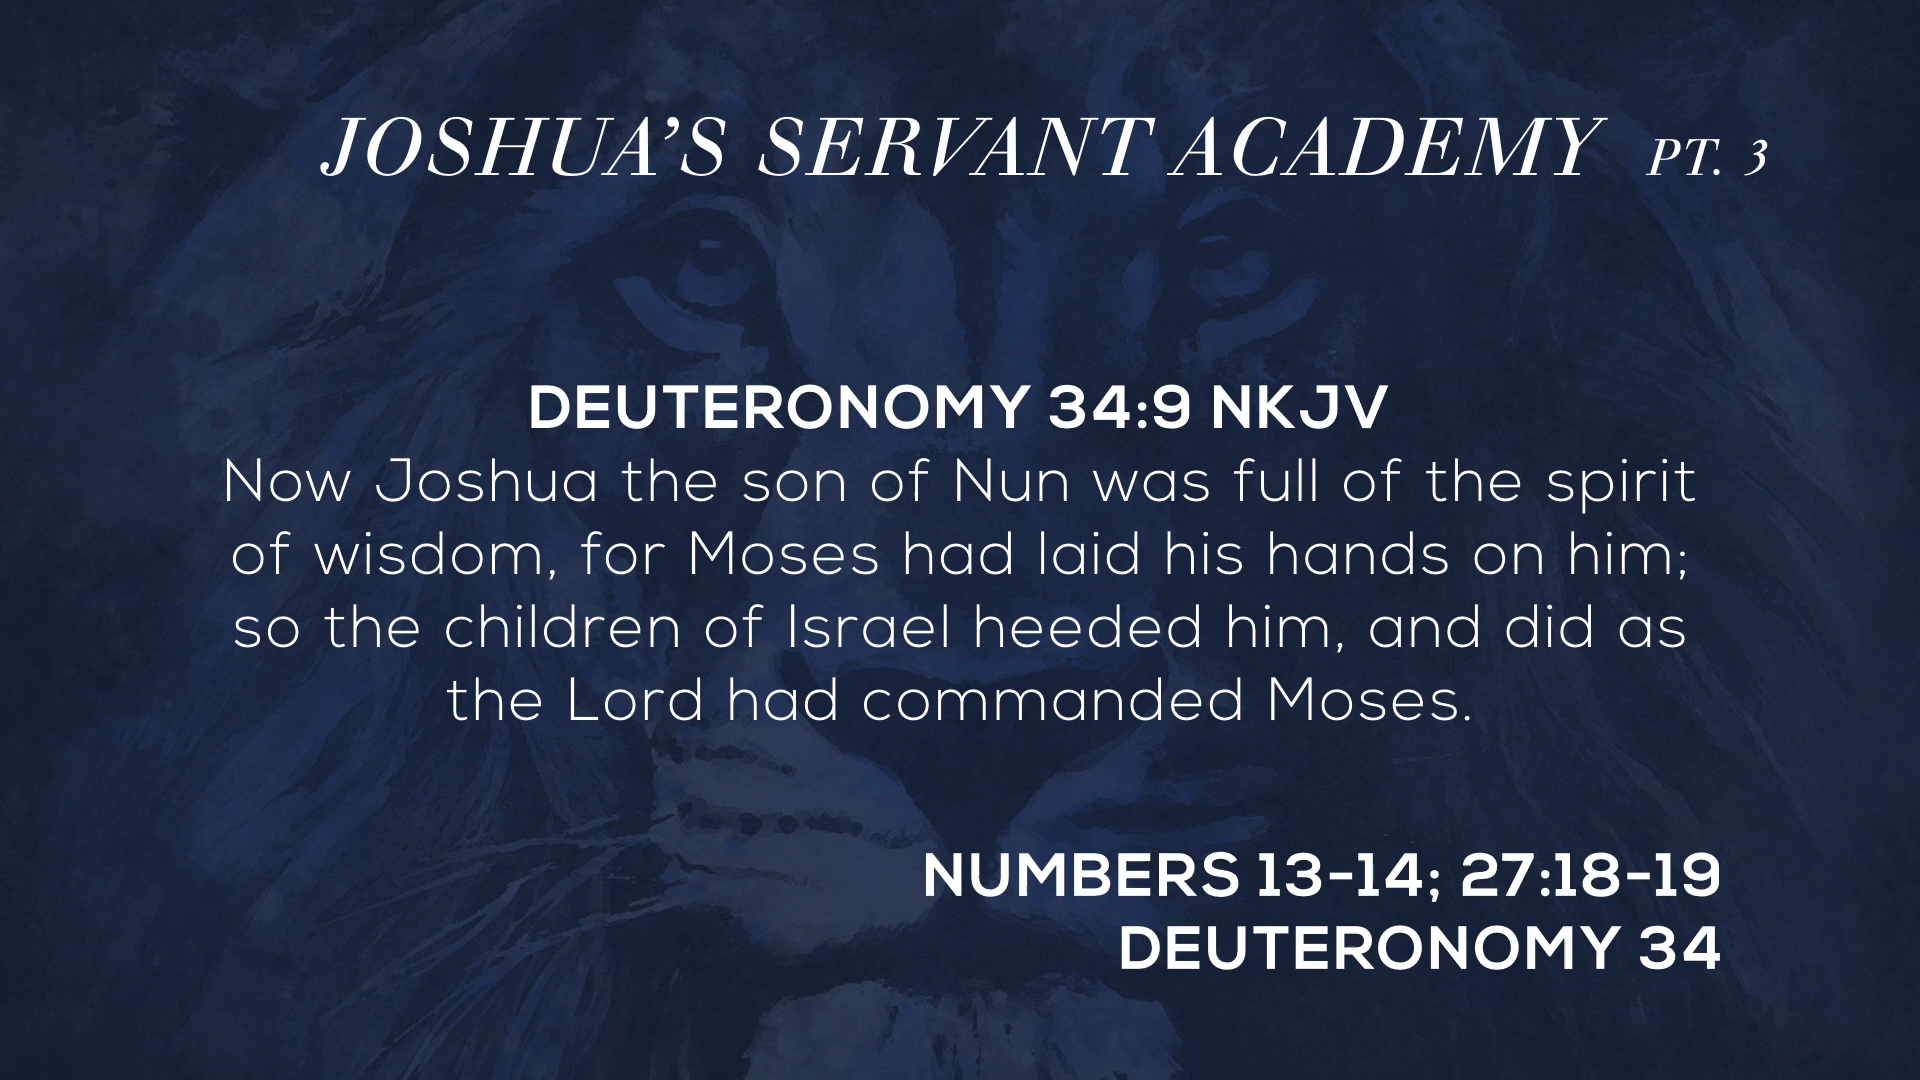 JOSHUA’S SERVANT ACADEMY PT. 3
DEUTERONOMY 34:9 NKJV
Now Joshua the son of Nun was full of the spirit
of wisdom, for Moses had laid his hands on him;
so the children of Israel heeded him, and did as
the Lord had commanded Moses.
NUMBERS 13-14; 27:18-19
DEUTERONOMY 34